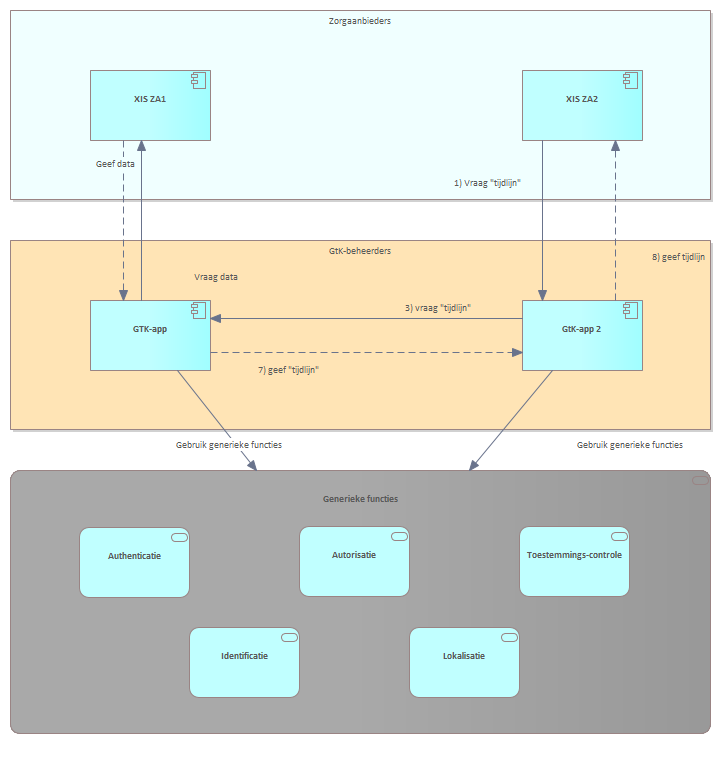 Zorgaanbieders
XIS ZA1
XIS ZA2
Geef data
1) Vraag "tijdlijn"
GtK-beheerders
8) geef tijdlijn
Vraag data
3) vraag "tijdlijn"
GTK-app
GtK-app 2
7) geef "tijdlijn"
Gebruik generieke functies
Gebruik generieke functies
Generieke functies
Authenticatie
Autorisatie
Toestemmings-controle
Identificatie
Lokalisatie